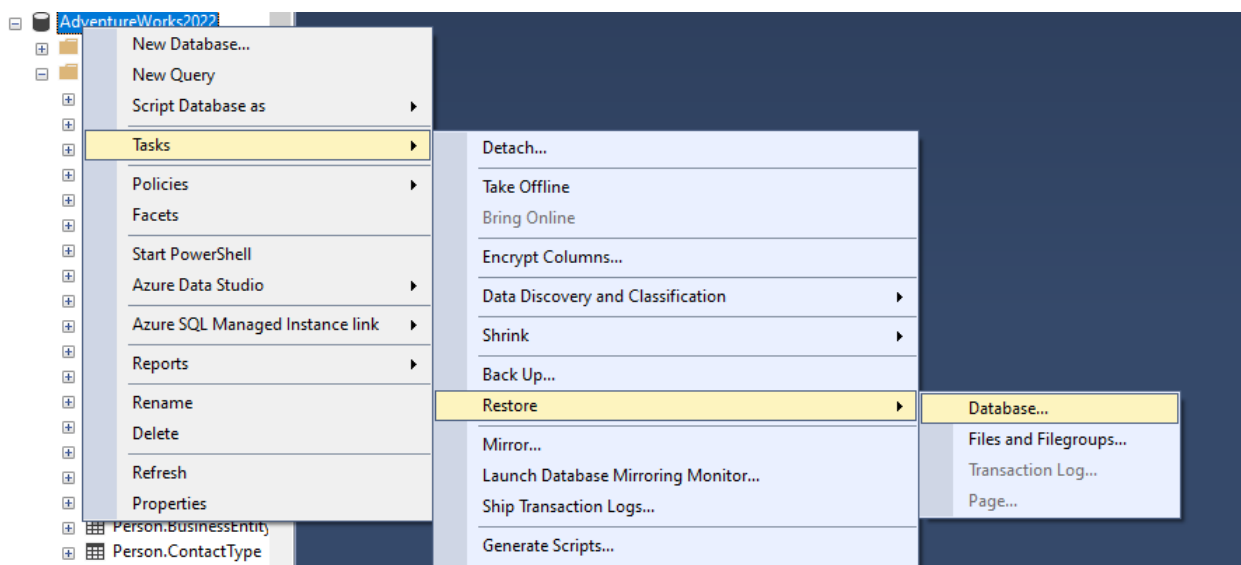 AdventureWorks2022
New Database...
New Query
Script Database as
Tasks
Policies
Facets
Start PowerShell
Azure Data Studio
Azure SQL Managed Instance link
Reports
Rename
Delete
Refresh
Properties
Detach...
Take Offline
Bring Online
Encrypt Columns...
Data Discovery and Classification
Shrink
Back Up...
Restore
Mirror...
Launch Database Mirroring Monitor...
Ship Transaction Logs...
Generate Scripts...
Database...
Files and Filegroups...
Transaction Log...
Page...
Person.BusinessEntity
Person.ContactType